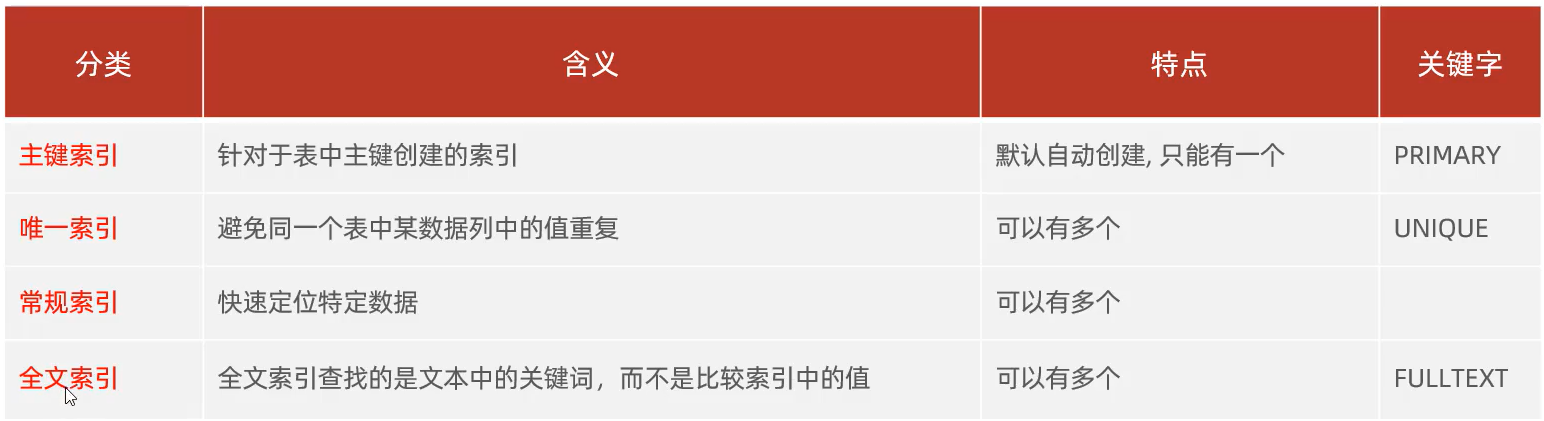 分类 含义 特点 关键字
主键索引 针对于表中主键创建的索引 默认自动创建, 只能有一个 PRIMARY
唯一索引 避免同一个表中某数据列中的值重复 可以有多个 UNIQUE
常规索引 快速定位特定数据 可以有多个
全文索引 全文索引查找的是文本中的关键词，而不是比较索引中的值 可以有多个 FULLTEXT